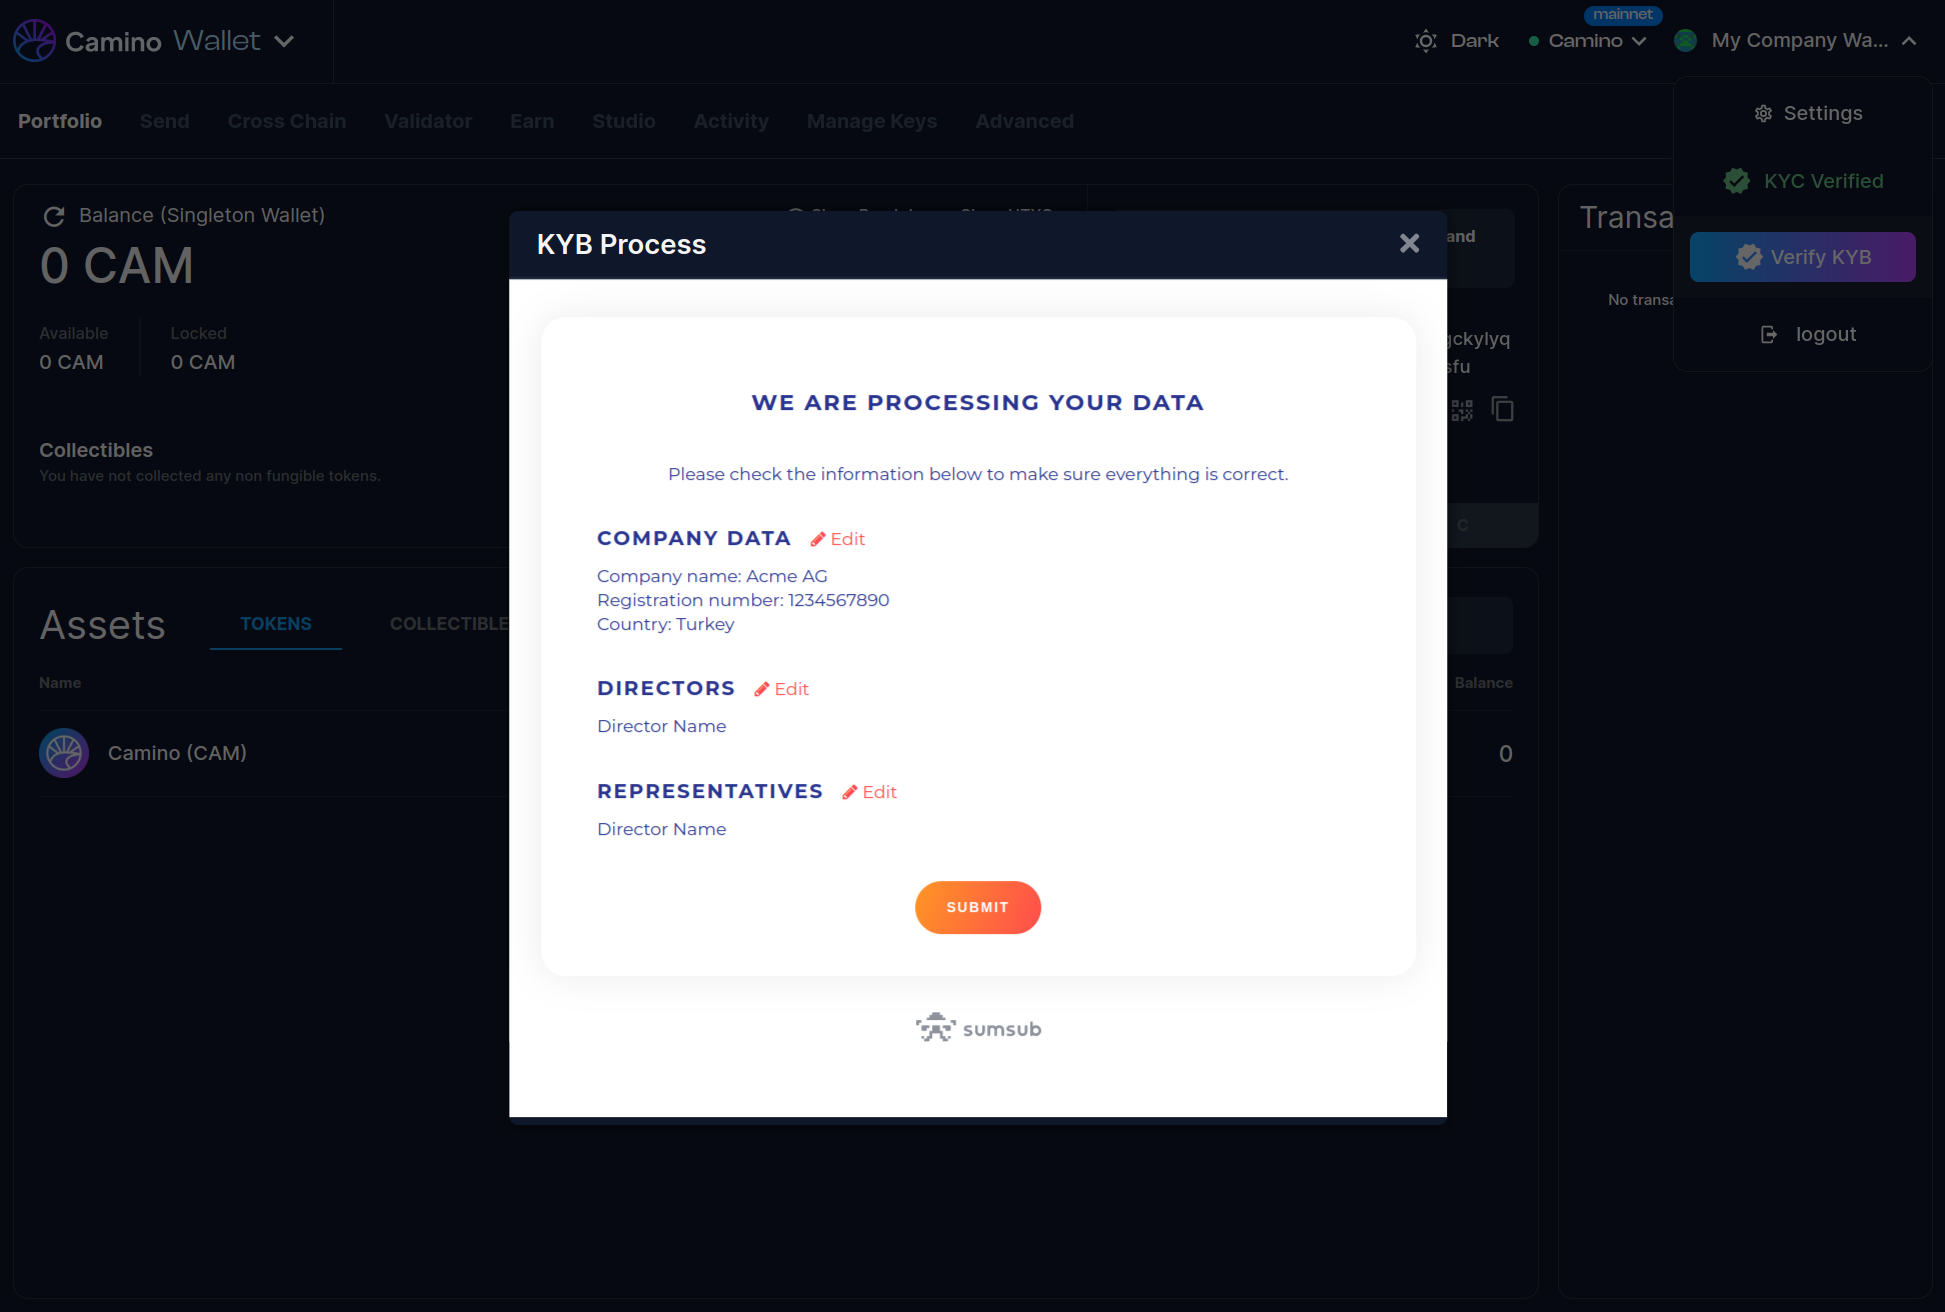 Camino Wallet
mainnet
Dark
Camino
My Company Wa...
Portfolio
Send
Cross Chain
Validator
Earn
Studio
Activity
Manage Keys
Advanced
Settings
KYC Verified
Verify KYB
logout
Balance (Singleton Wallet)
0 CAM
Available
0 CAM
Locked
0 CAM
Collectibles
You have not collected any non fungible tokens.
and
gckylyq
sfu
C
Transa
No transa
Assets
TOKENS
COLLECTIBLE
Name
Balance
Camino (CAM)
0
KYB Process
WE ARE PROCESSING YOUR DATA
Please check the information below to make sure everything is correct.
COMPANY DATA Edit
Company name: Acme AG
Registration number: 1234567890
Country: Turkey
DIRECTORS Edit
Director Name
REPRESENTATIVES Edit
Director Name
SUBMIT
sumsub